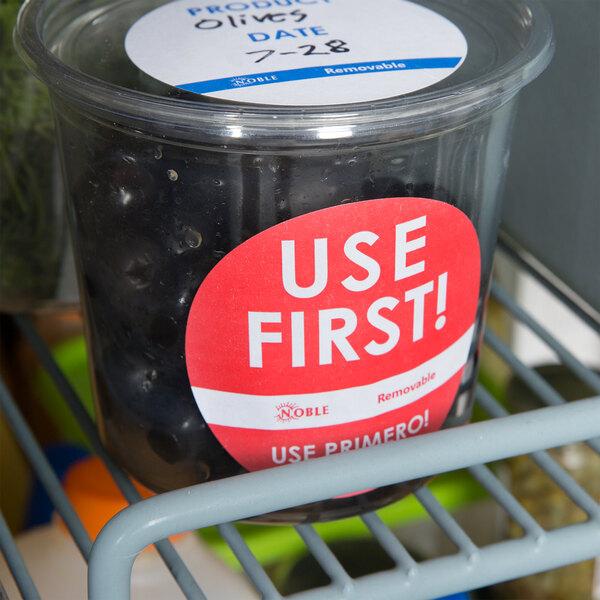 PRODUCT
Olives
DATE
7-28
NOBLE Removable
USE
FIRST!
NOBLE Removable
USE PRIMERO!